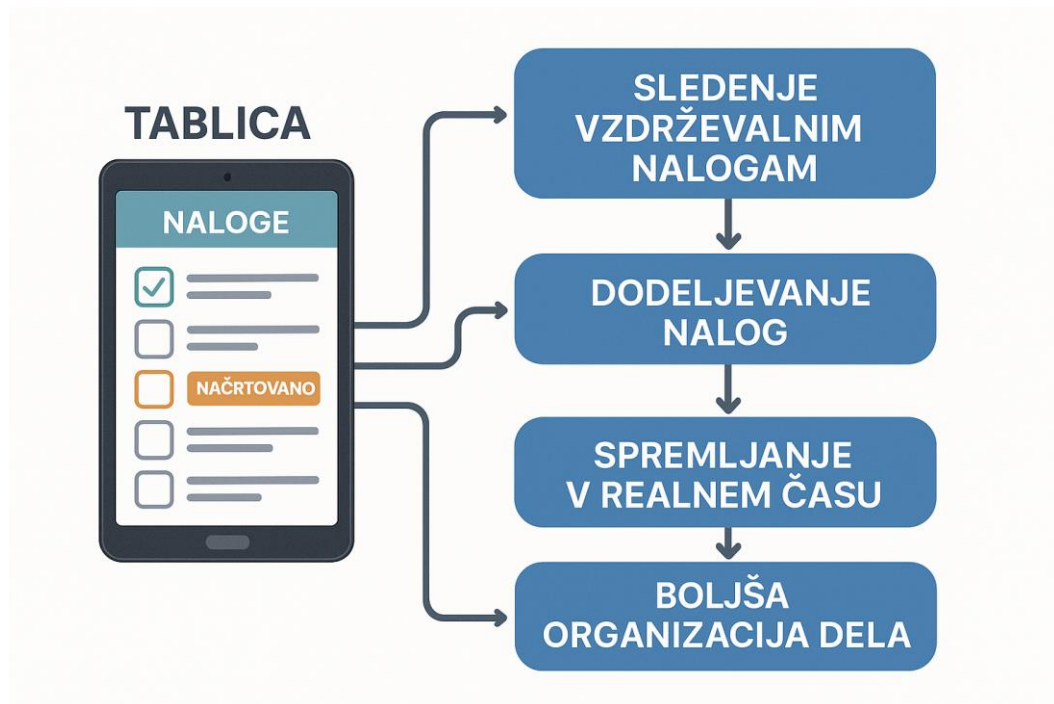 TABLICA
NALOGE
NAČRTOVANO
SLEDENJE
VZDRŽEVALNIM
NALOGAM
DODELJEVANJE
NALOG
SPREMLJANJE
V REALNEM ČASU
BOLJŠA
ORGANIZACIJA DELA